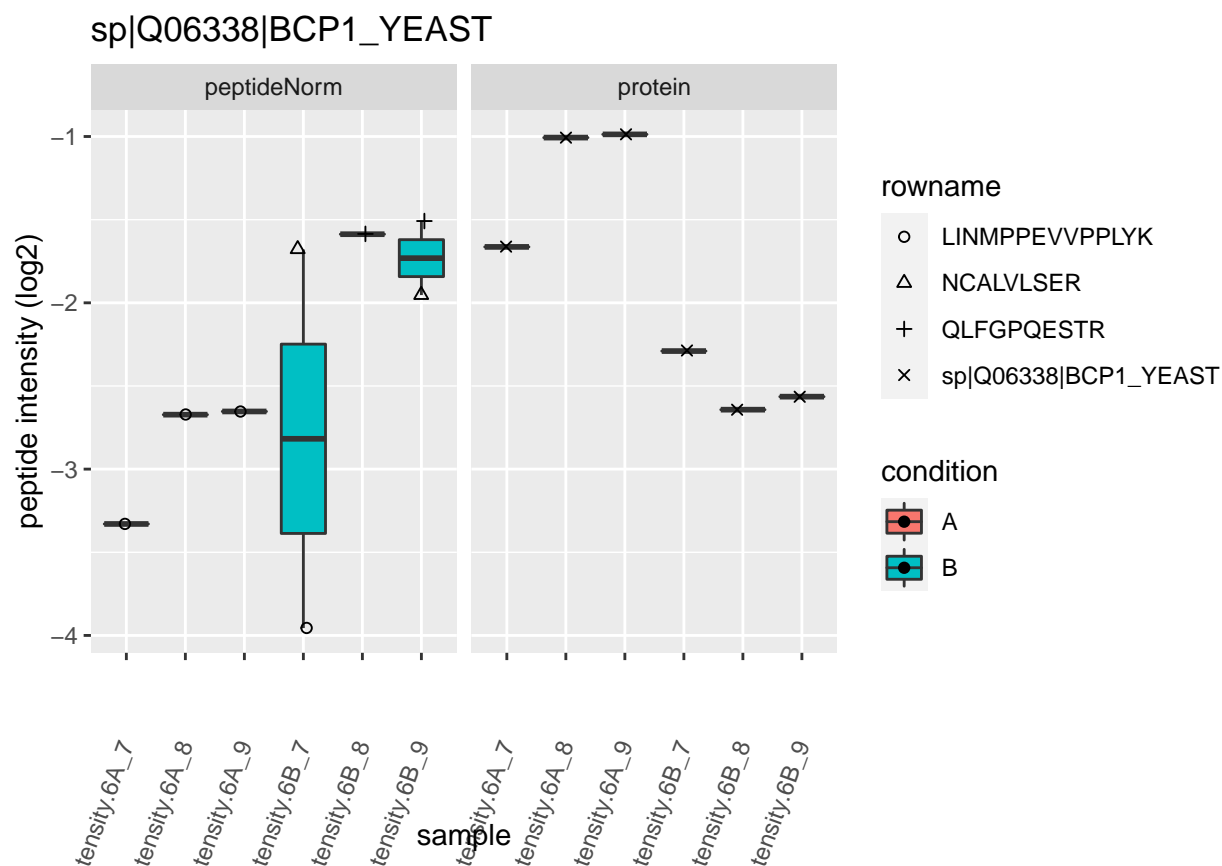 sp|Q06338|BCP1_YEAST
peptideNorm
protein
peptide intensity (log2)
−1
−2
−3
−4
tensity.6A_7
tensity.6A_8
tensity.6A_9
tensity.6B_7
tensity.6B_8
tensity.6B_9
tensity.6A_7
tensity.6A_8
tensity.6A_9
tensity.6B_7
tensity.6B_8
tensity.6B_9
sample
rowname
LINMPPEVVPPLYK
NCALVLSER
QLFGPQESTR
sp|Q06338|BCP1_YEAST
condition
A
B